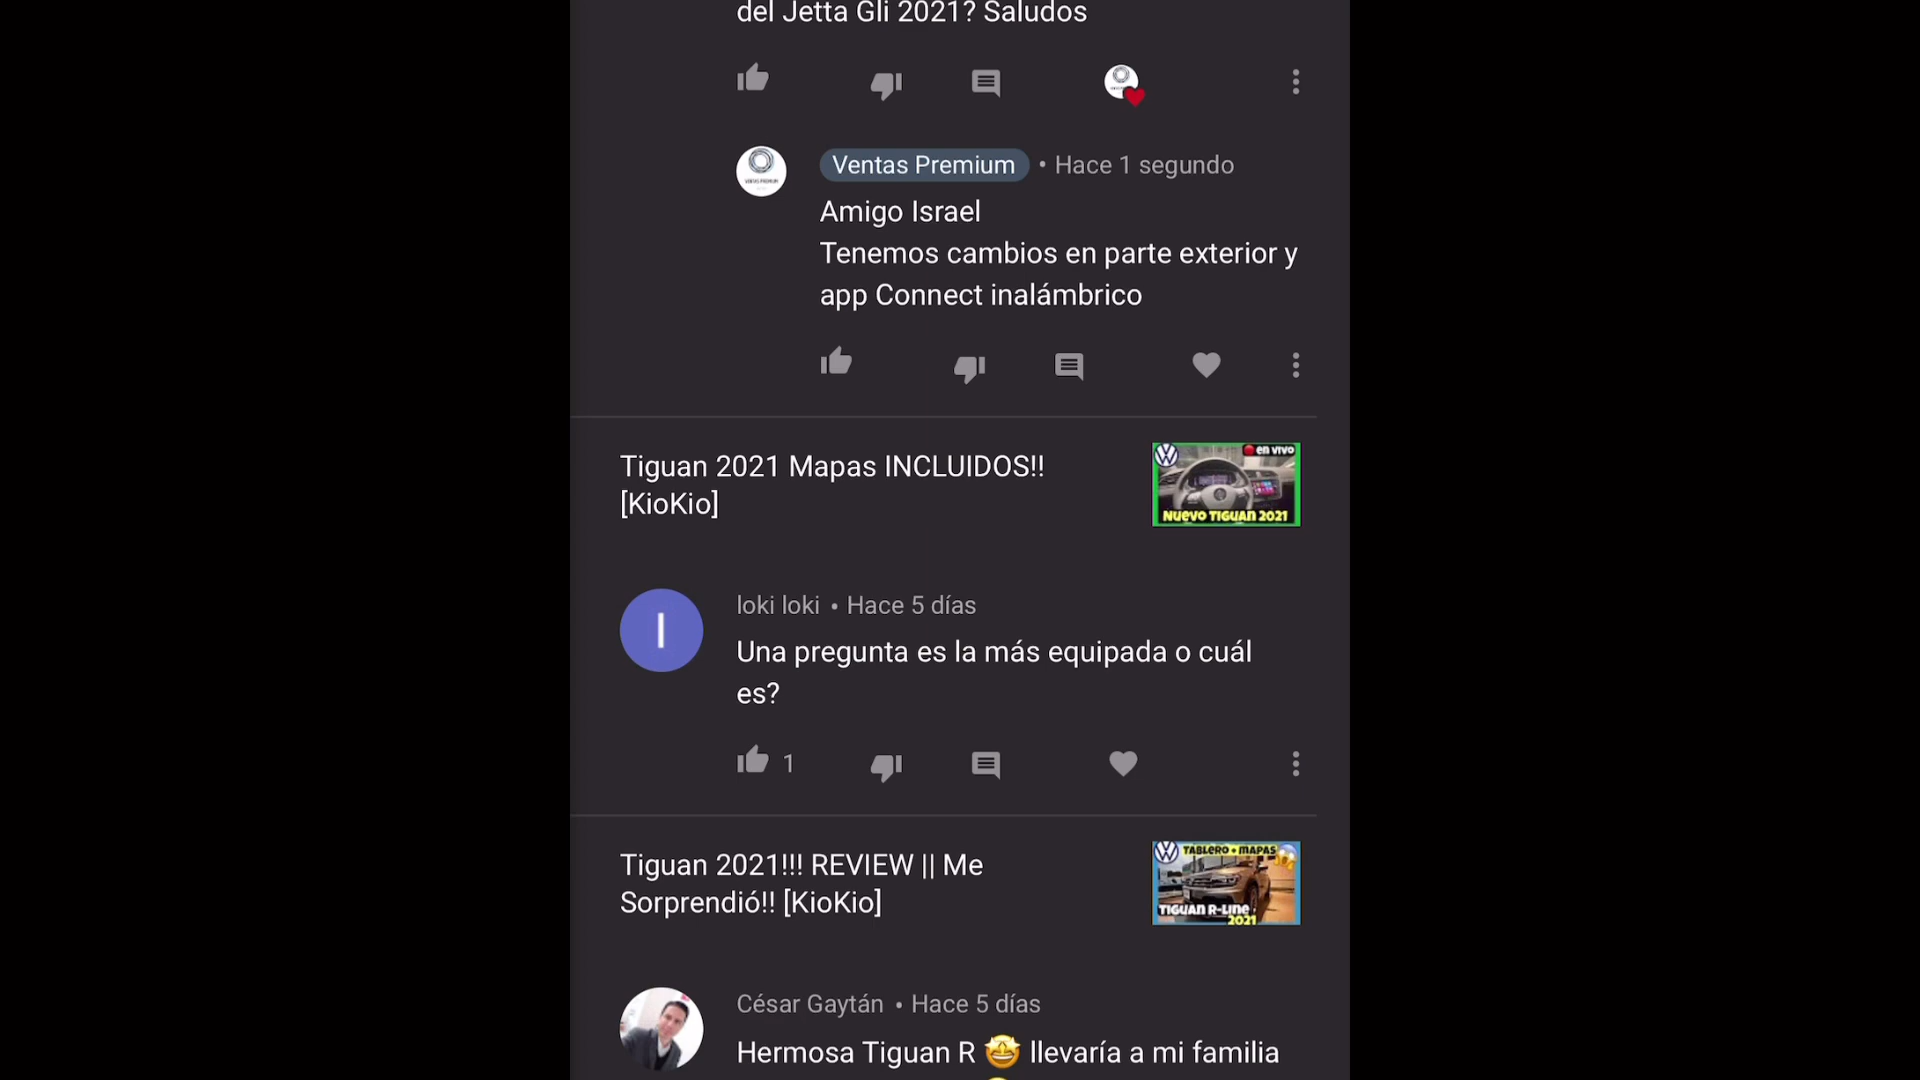 del Jetta Gli 2021? Saludos
Ventas Premium • Hace 1 segundo
Amigo Israel
Tenemos cambios en parte exterior y
app Connect inalámbrico
Tiguan 2021 Mapas INCLUIDOS!!
[KioKio]
en vivo
Nuevo Tiguan 2021
l
loki loki • Hace 5 días
Una pregunta es la más equipada o cuál
es?
1
Tiguan 2021!!! REVIEW || Me
Sorprendió!! [KioKio]
Tablero + Mapas
Tiguan R-Line
2021
César Gaytán • Hace 5 días
Hermosa Tiguan R 🤩 llevaría a mi familia